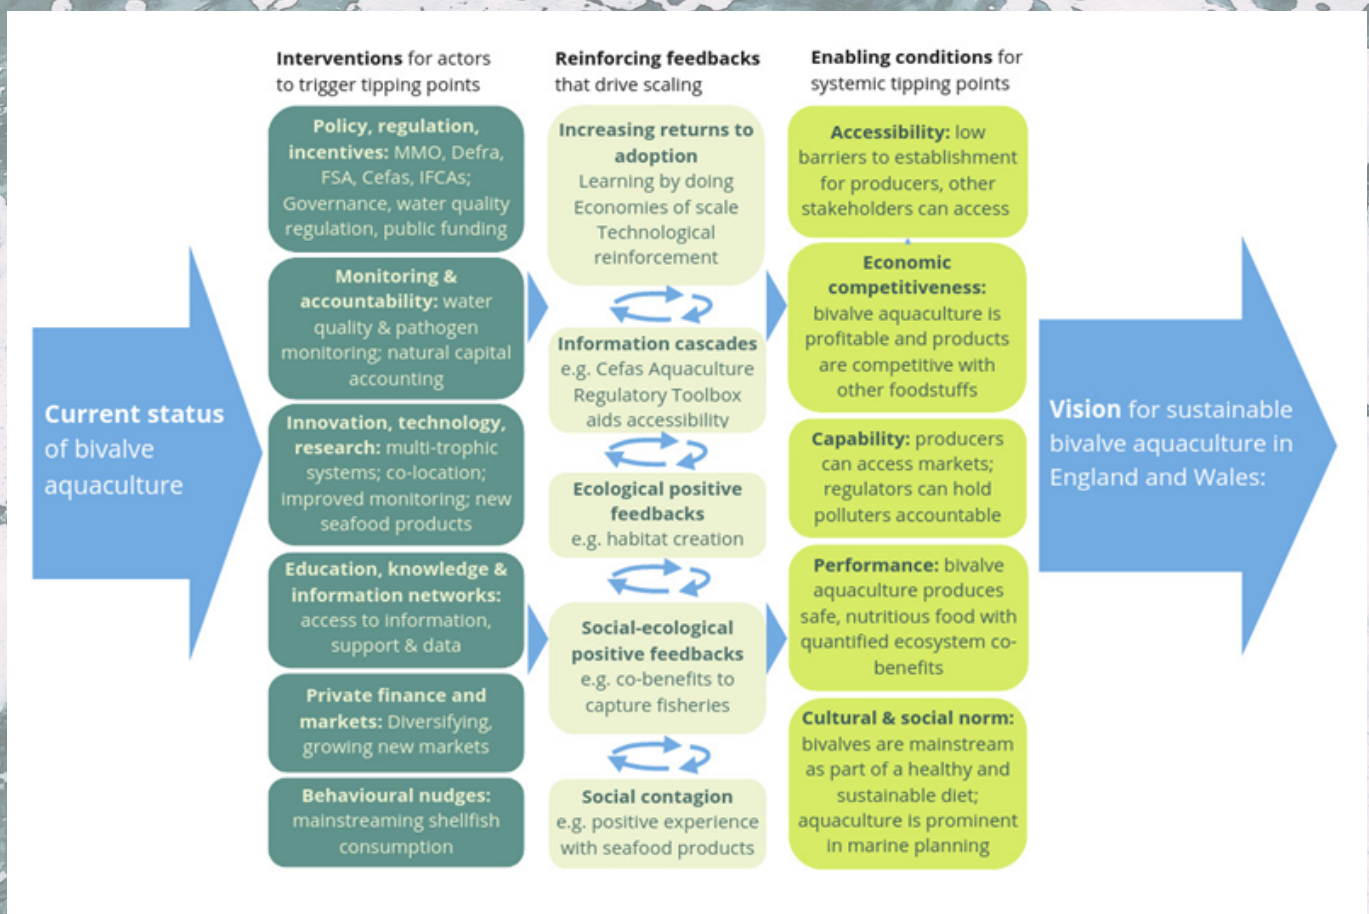 Interventions for actors
to trigger tipping points
Reinforcing feedbacks
that drive scaling
Enabling conditions for
systemic tipping points
Current status
of bivalve
aquaculture
Policy, regulation,
incentives: MMO, Defra,
FSA, Cefas, IFCAs;
Governance, water quality
regulation, public funding
Monitoring &
accountability: water
quality & pathogen
monitoring; natural capital
accounting
Innovation, technology,
research: multi-trophic
systems; co-location;
improved monitoring; new
seafood products
Education, knowledge &
information networks:
access to information,
support & data
Private finance and
markets: Diversifying,
growing new markets
Behavioural nudges:
mainstreaming shellfish
consumption
Increasing returns to
adoption
Learning by doing
Economies of scale
Technological
reinforcement
Information cascades
e.g. Cefas Aquaculture
Regulatory Toolbox
aids accessibility
Ecological positive
feedbacks
e.g. habitat creation
Social-ecological
positive feedbacks
e.g. co-benefits to
capture fisheries
Social contagion
e.g. positive experience
with seafood products
Accessibility: low
barriers to establishment
for producers, other
stakeholders can access
Economic
competitiveness:
bivalve aquaculture is
profitable and products
are competitive with
other foodstuffs
Capability: producers
can access markets;
regulators can hold
polluters accountable
Performance: bivalve
aquaculture produces
safe, nutritious food with
quantified ecosystem co-
benefits
Cultural & social norm:
bivalves are mainstream
as part of a healthy and
sustainable diet;
aquaculture is prominent
in marine planning
Vision for sustainable
bivalve aquaculture in
England and Wales: